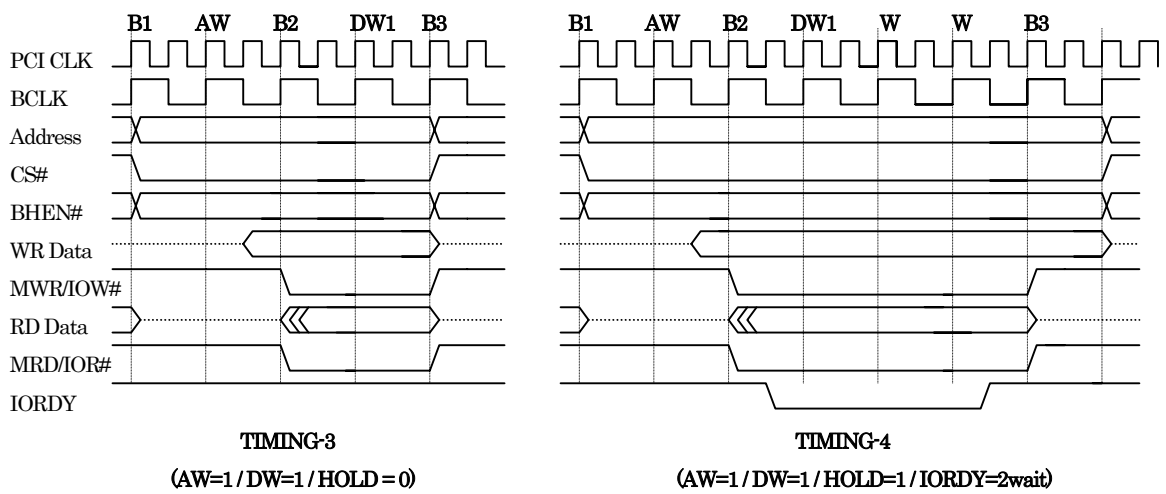 B1 AW B2 DW1 B3 B1 AW B2 DW1 W W B3
PCI CLK
BCLK
Address
CS#
BHEN#
WR Data
MWR/IOW#
RD Data
MRD/IOR#
IORDY
TIMING-3 TIMING-4
(AW=1 / DW=1 / HOLD = 0) (AW=1 / DW=1 / HOLD=1 / IORDY=2wait)